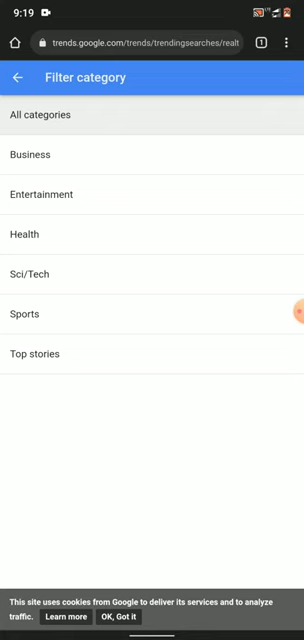 9:19
trends.google.com/trends/trendingsearches/realt
1
Filter category
All categories
Business
Entertainment
Health
Sci/Tech
Sports
Top stories
This site uses cookies from Google to deliver its services and to analyze
traffic. Learn more OK, Got it